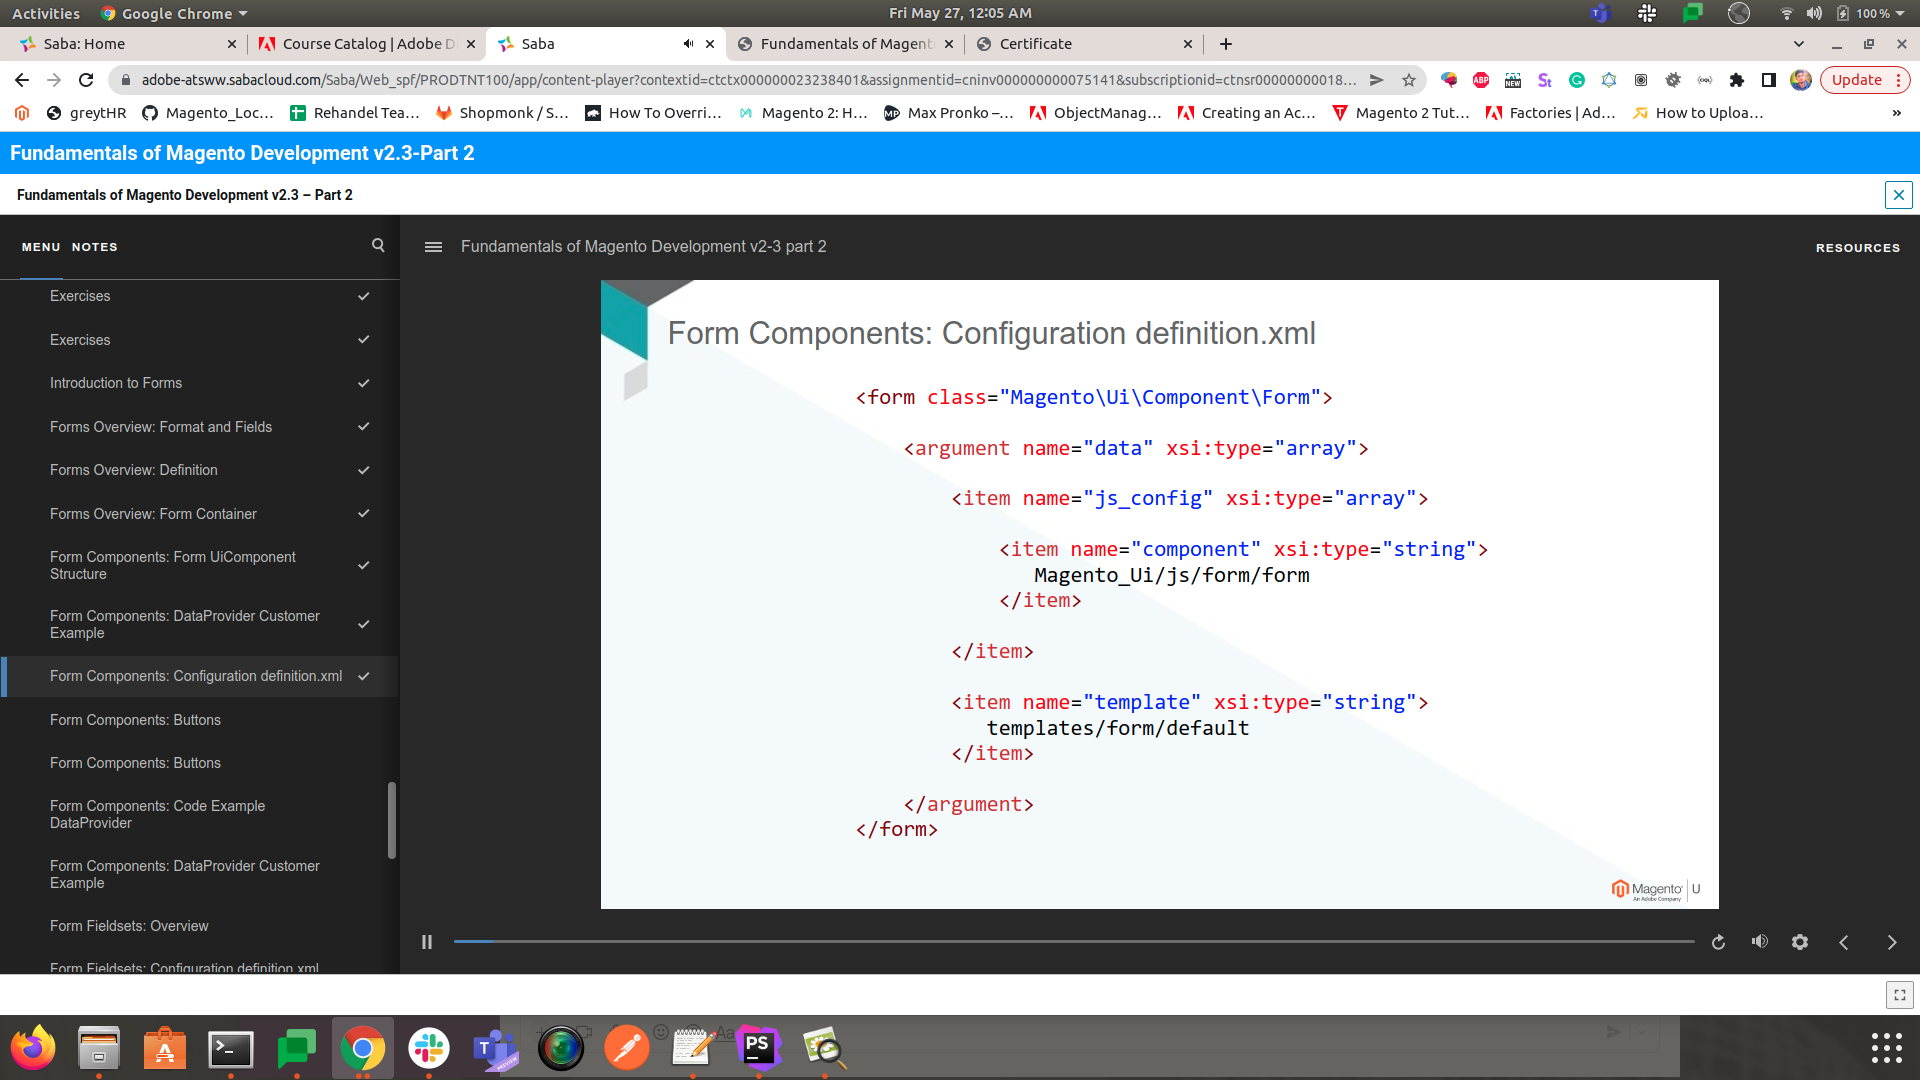 Activities
Google Chrome
Fri May 27, 12:05 AM
100 %
Saba: Home
Course Catalog | Adobe D
Saba
Fundamentals of Magent
Certificate
adobe-atsww.sabacloud.com/Saba/Web_spf/PRODTNT100/app/content-player?contextid=ctctx000000023238401&assignmentid=cninv000000000075141&subscriptionid=ctnsr00000000018...
ABP
NEW
St
Update
greytHR
Magento_Loc...
Rehandel Tea...
Shopmonk / S...
How To Overri...
Magento 2: H...
Max Pronko –...
ObjectManag...
Creating an Ac...
Magento 2 Tut...
Factories | Ad...
How to Uploa...
»
Fundamentals of Magento Development v2.3-Part 2
Fundamentals of Magento Development v2.3 – Part 2
MENU
NOTES
Fundamentals of Magento Development v2-3 part 2
RESOURCES
Exercises
Exercises
Introduction to Forms
Forms Overview: Format and Fields
Forms Overview: Definition
Forms Overview: Form Container
Form Components: Form UiComponent
Structure
Form Components: DataProvider Customer
Example
Form Components: Configuration definition.xml
Form Components: Buttons
Form Components: Buttons
Form Components: Code Example
DataProvider
Form Components: DataProvider Customer
Example
Form Fieldsets: Overview
Form Fieldsets: Configuration definition.xml
Form Components: Configuration definition.xml
<form class="Magento\Ui\Component\Form">
<argument name="data" xsi:type="array">
<item name="js_config" xsi:type="array">
<item name="component" xsi:type="string">
Magento_Ui/js/form/form
</item>
</item>
<item name="template" xsi:type="string">
templates/form/default
</item>
</argument>
</form>
Magento
U
An Adobe Company
Aa
PS